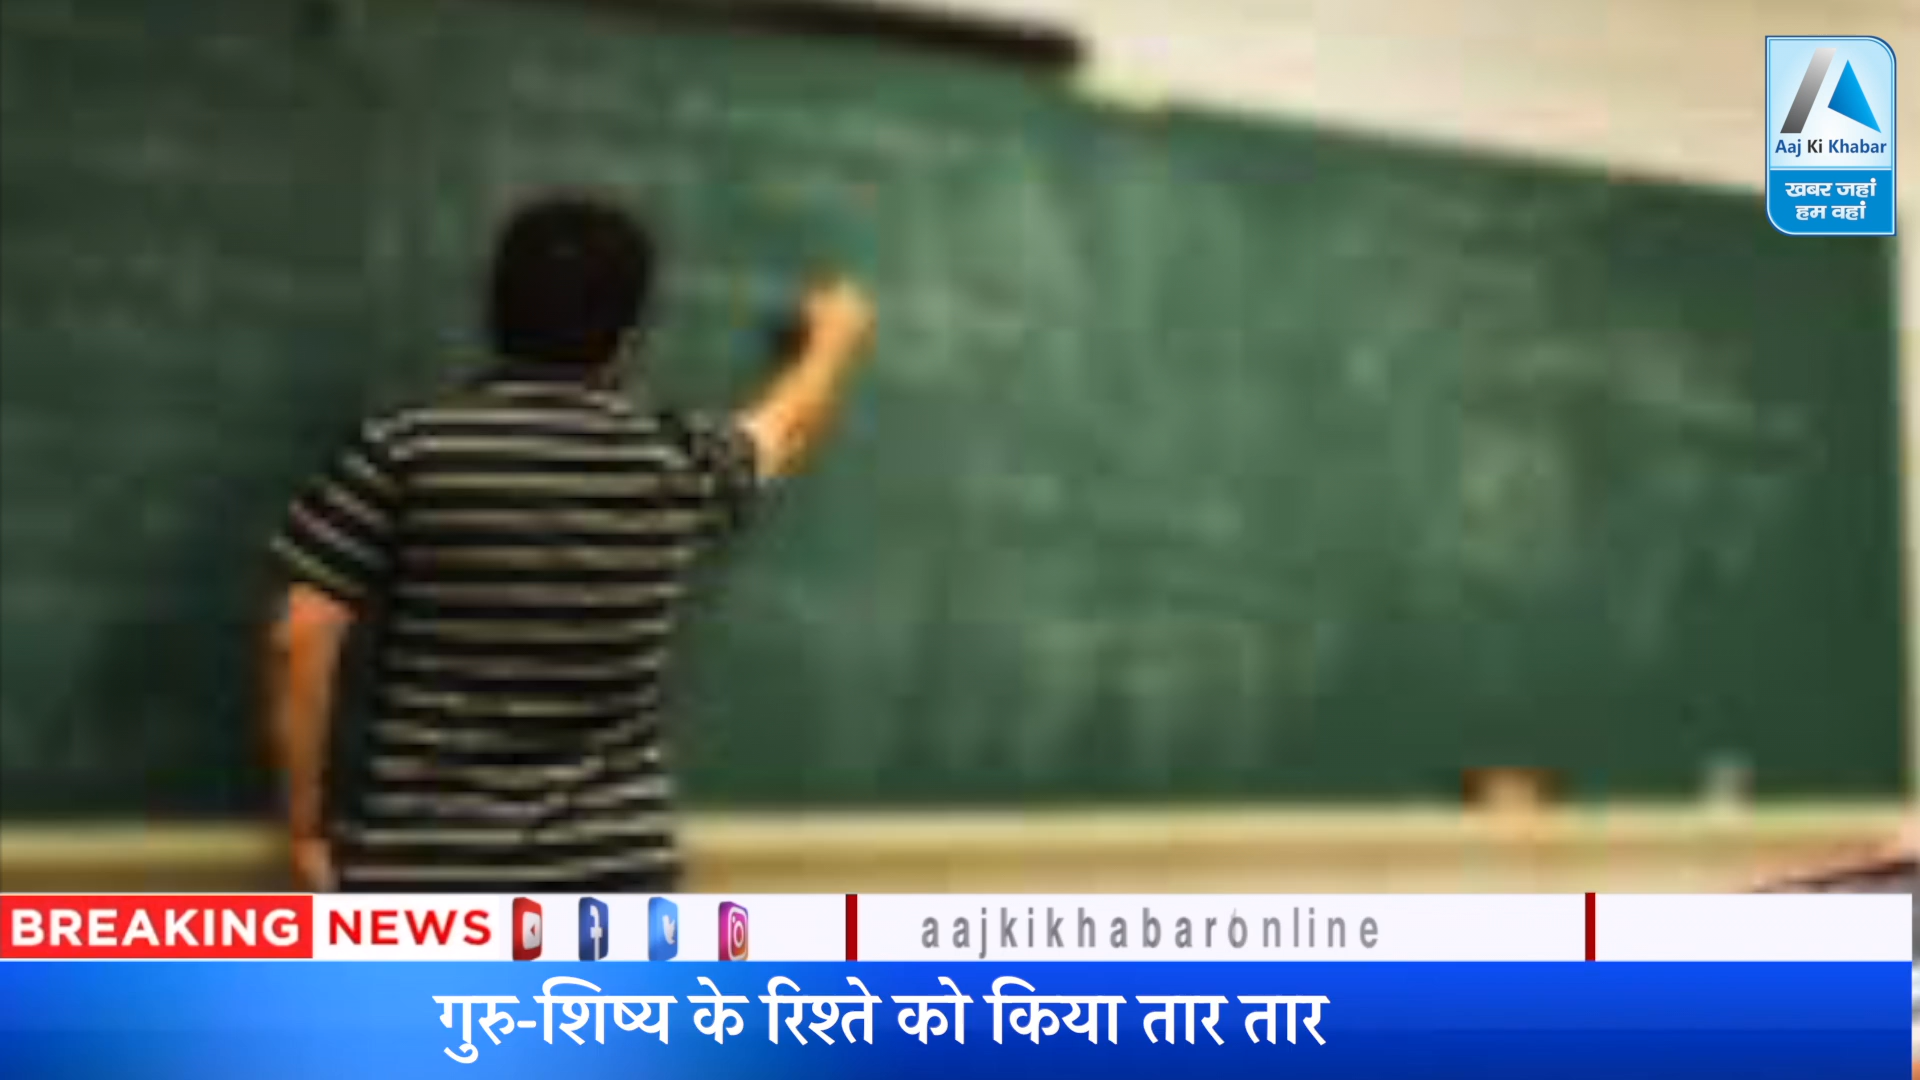 Aaj Ki Khabar
खबर जहां
हम वहां
BREAKING NEWS
aajkikhabaronline
गुरु-शिष्य के रिश्ते को किया तार तार